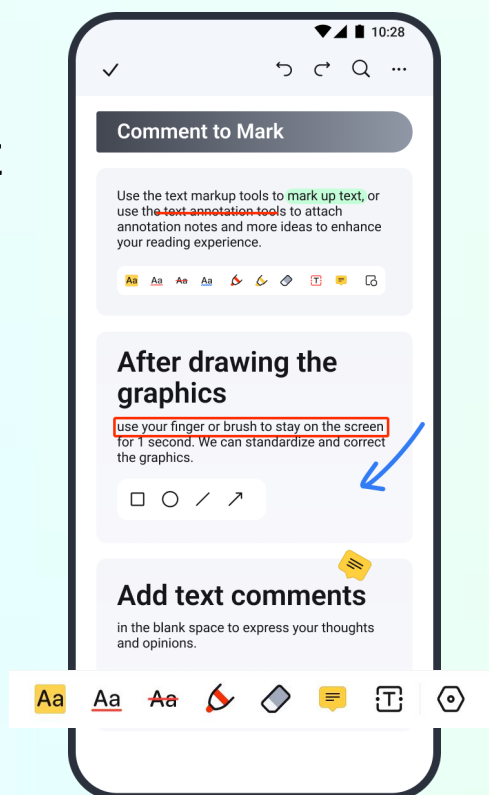 10:28
Comment to Mark
Use the text markup tools to mark up text, or
use the text annotation tools to attach
annotation notes and more ideas to enhance
your reading experience.
Aa Aa Aa Aa T
After drawing the
graphics
use your finger or brush to stay on the screen
for 1 second. We can standardize and correct
the graphics.
Add text comments
in the blank space to express your thoughts
and opinions.
Aa Aa Aa T